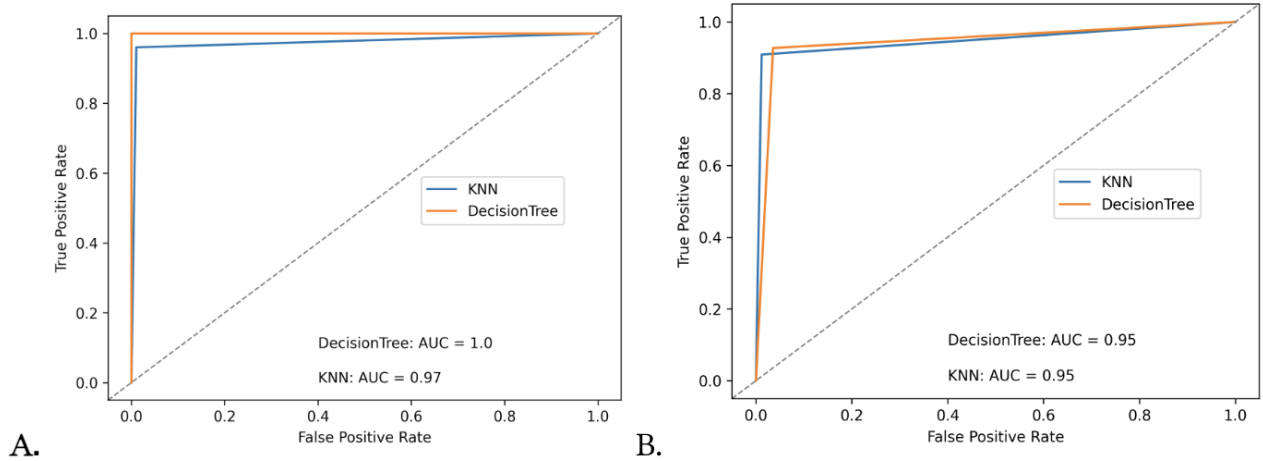 1.0
0.8
0.6
0.4
0.2
0.0
True Positive Rate
KNN
DecisionTree
DecisionTree: AUC = 1.0
KNN: AUC = 0.97
0.0 0.2 0.4 0.6 0.8 1.0
False Positive Rate
A.
1.0
0.8
0.6
0.4
0.2
0.0
True Positive Rate
KNN
DecisionTree
DecisionTree: AUC = 0.95
KNN: AUC = 0.95
0.0 0.2 0.4 0.6 0.8 1.0
False Positive Rate
B.